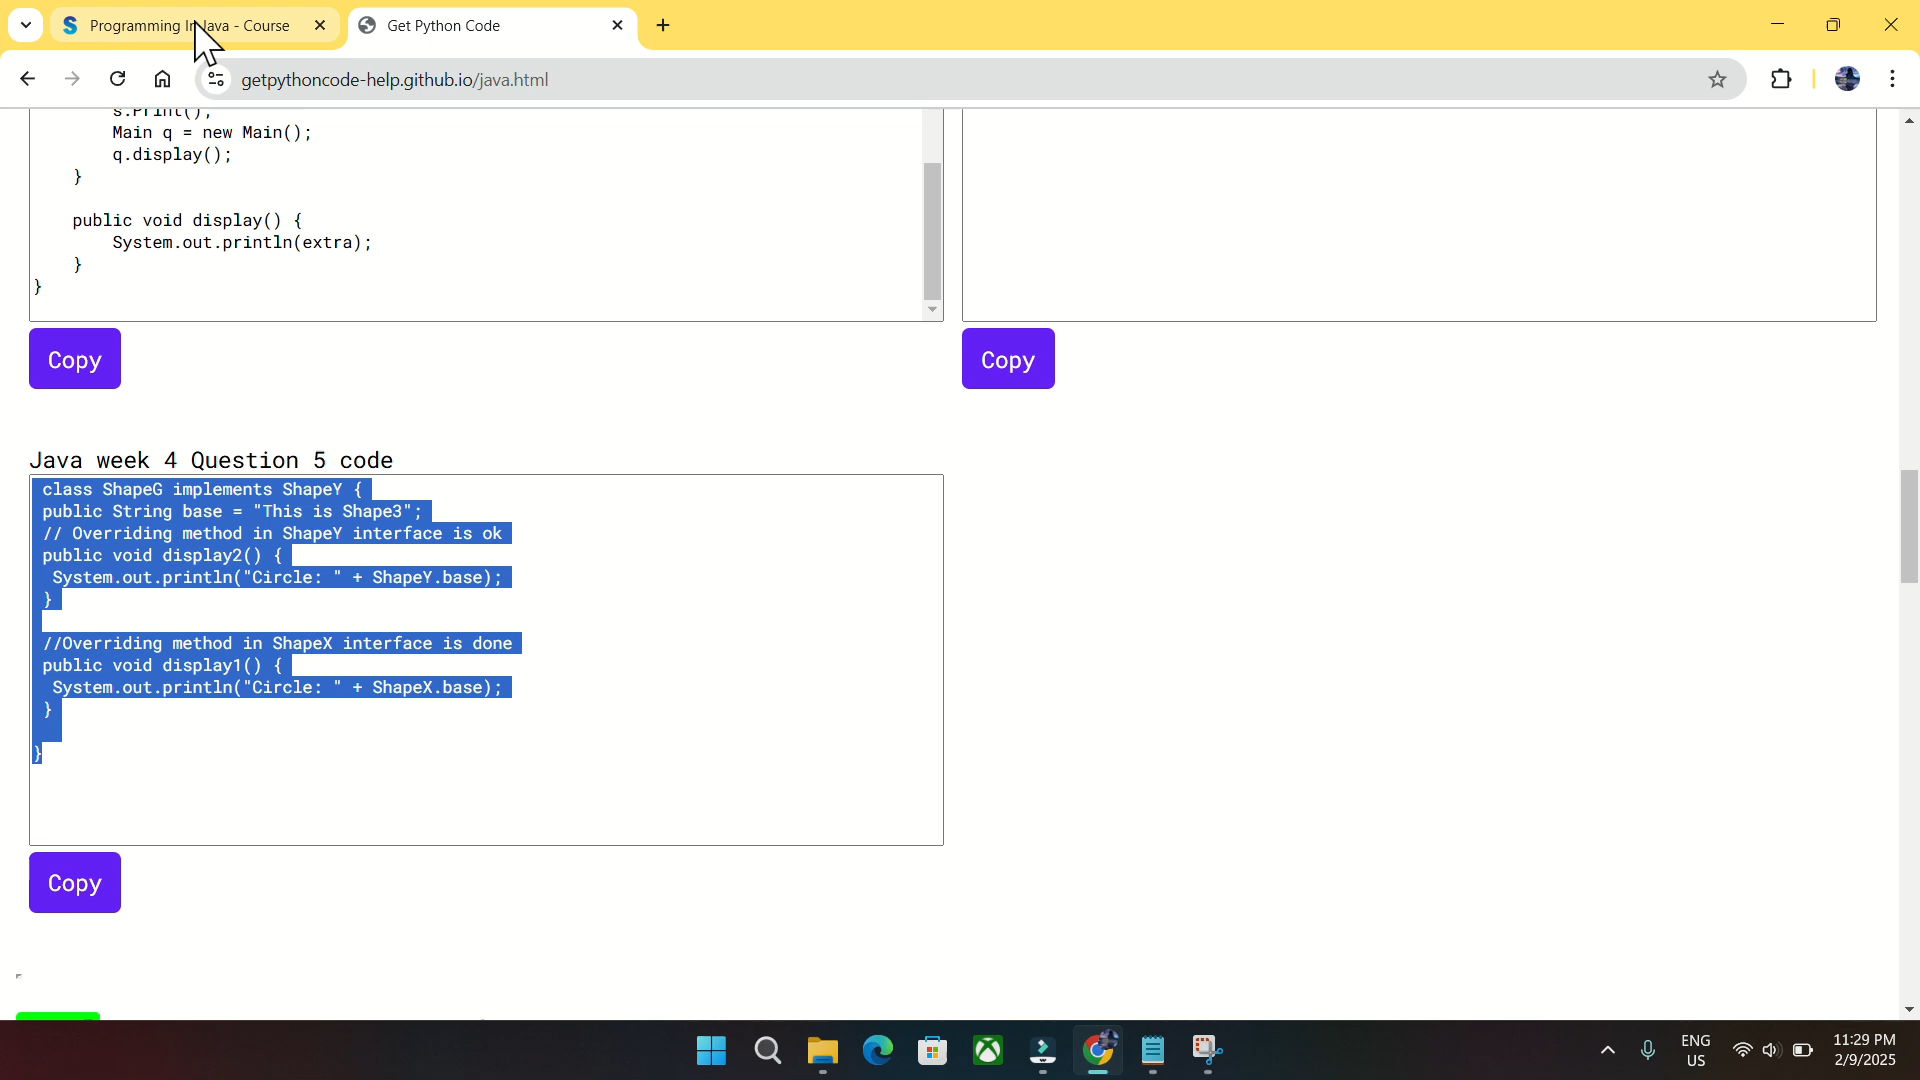 Programming In Java - Course
Get Python Code
getpythoncode-help.github.io/java.html
s.Print();
Main q = new Main();
q.display();
}
public void display() {
System.out.println(extra);
}
}
Copy
Copy
Java week 4 Question 5 code
class ShapeG implements ShapeY {
public String base = "This is Shape3";
// Overriding method in ShapeY interface is ok
public void display2() {
System.out.println("Circle: " + ShapeY.base);
}
//Overriding method in ShapeX interface is done
public void display1() {
System.out.println("Circle: " + ShapeX.base);
}
}
Copy
ENG
US
11:29 PM
2/9/2025